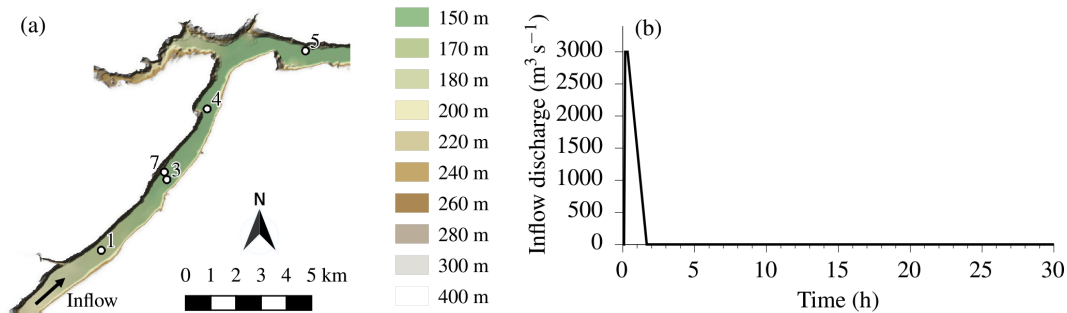 (a)
5
4
7
3
1
Inflow
N
0 1 2 3 4 5 km
150 m
170 m
180 m
200 m
220 m
240 m
260 m
280 m
300 m
400 m
(b)
Inflow discharge (m³ s⁻¹)
3000
2500
2000
1500
1000
500
0
0 5 10 15 20 25 30
Time (h)